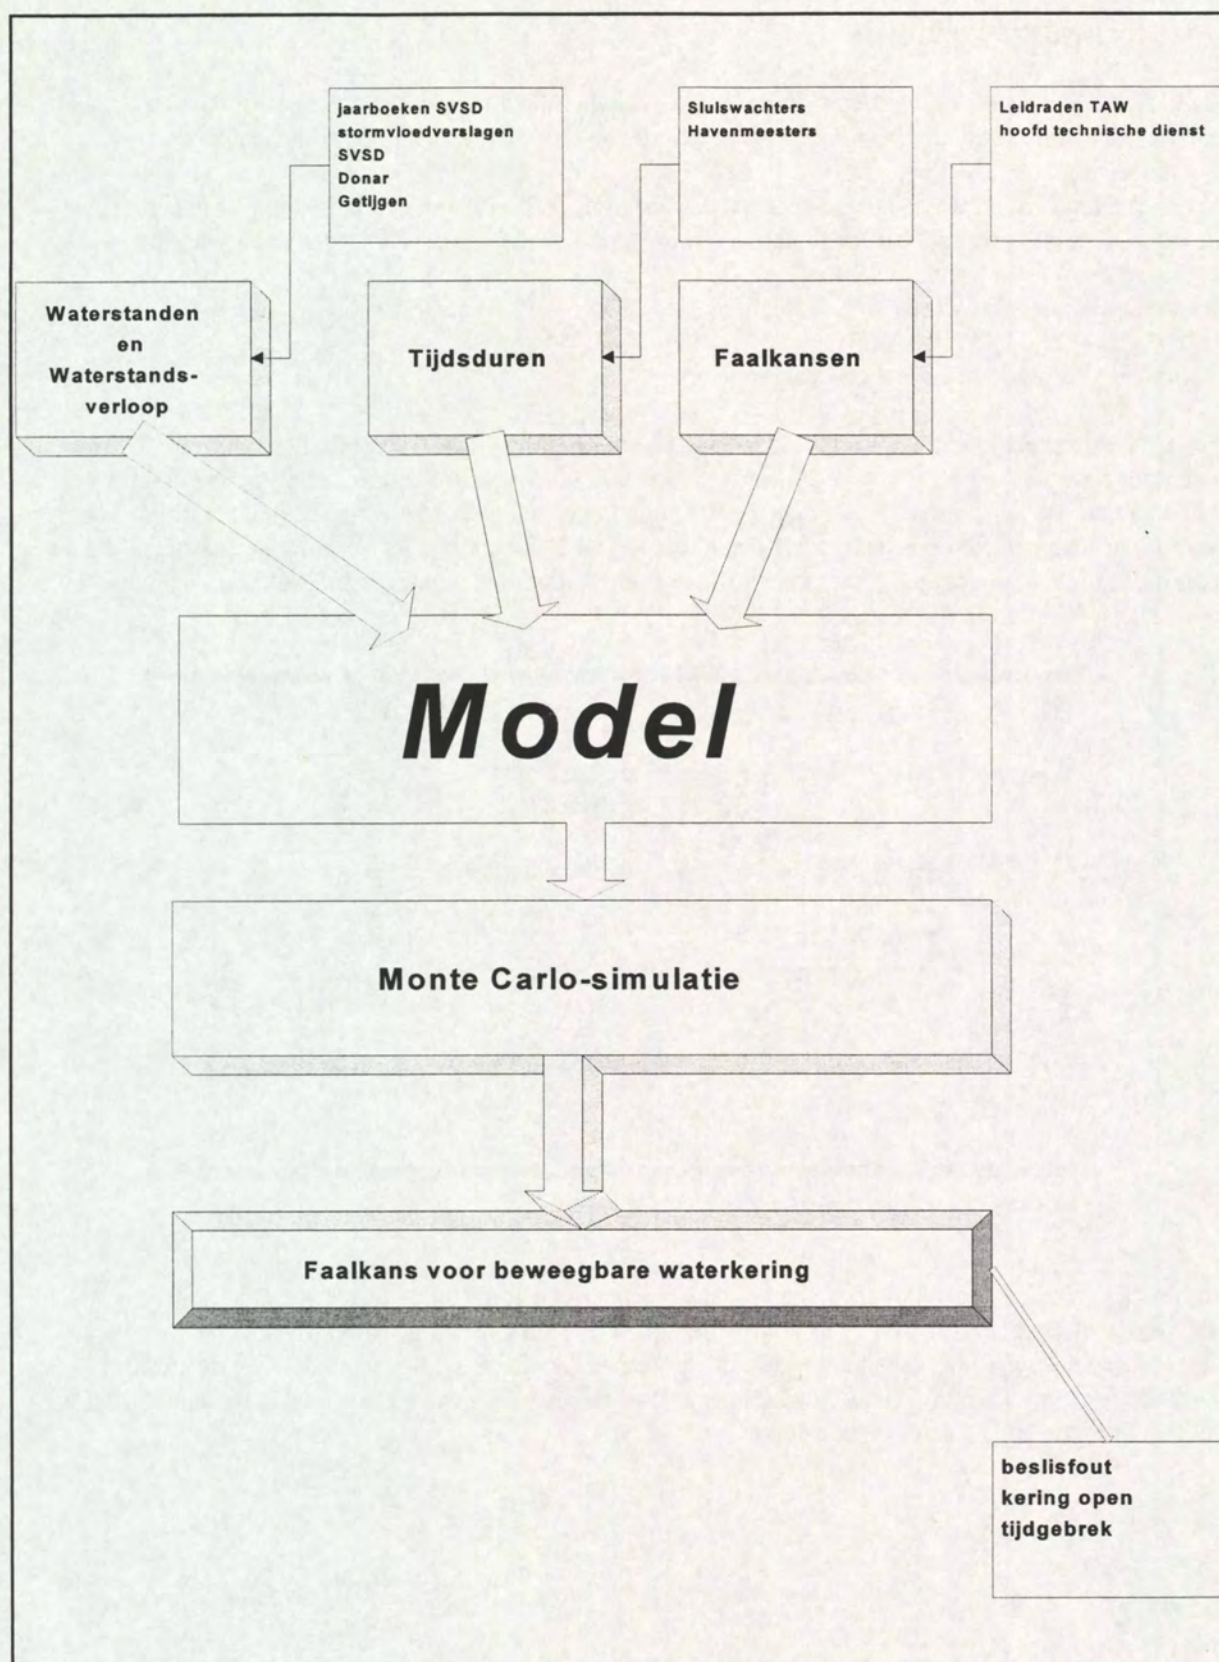 jaarboeken SVSD
stormvloedverslagen
SVSD
Donar
Getijgen
Sluiswachters
Havenmeesters
Leidraden TAW
hoofd technische dienst
Waterstanden
en
Waterstands-
verloop
Tijdsduren
Faalkansen
Model
Monte Carlo-simulatie
Faalkans voor beweegbare waterkering
beslisfout
kering open
tijdgebrek